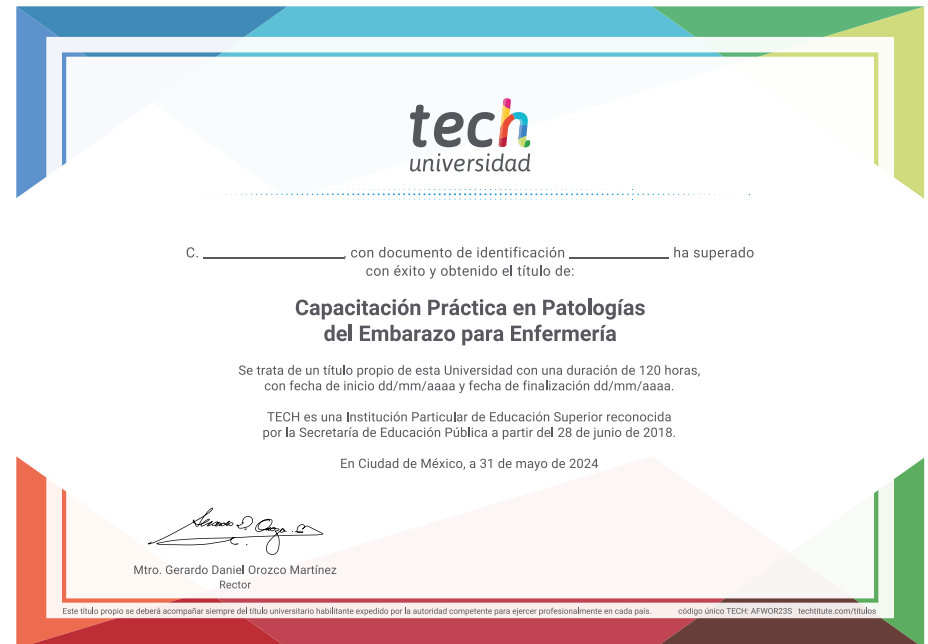 tech
universidad
C. ____________, con documento de identificación ____________ ha superado
con éxito y obtenido el título de:
Capacitación Práctica en Patologías
del Embarazo para Enfermería
Se trata de un título propio de esta Universidad con una duración de 120 horas,
con fecha de inicio dd/mm/aaaa y fecha de finalización dd/mm/aaaa.
TECH es una Institución Particular de Educación Superior reconocida
por la Secretaría de Educación Pública a partir del 28 de junio de 2018.
En Ciudad de México, a 31 de mayo de 2024
Mtro. Gerardo Daniel Orozco Martínez
Rector
Este título propio se deberá acompañar siempre del título universitario habilitante expedido por la autoridad competente para ejercer profesionalmente en cada país. código único TECH: AFWOR23S techtitute.com/titulos